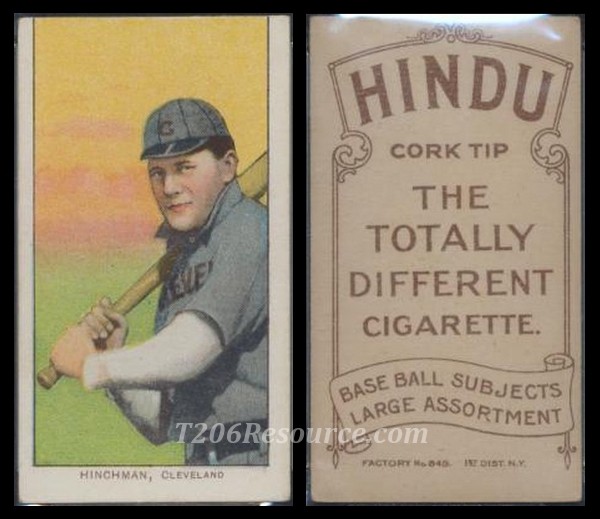 C
HINCHMAN, CLEVELAND
HINDU
CORK TIP
THE
TOTALLY
DIFFERENT
CIGARETTE.
BASE BALL SUBJECTS
LARGE ASSORTMENT
FACTORY No. 649. 1ST DIST. N.Y.
T206Resource.com